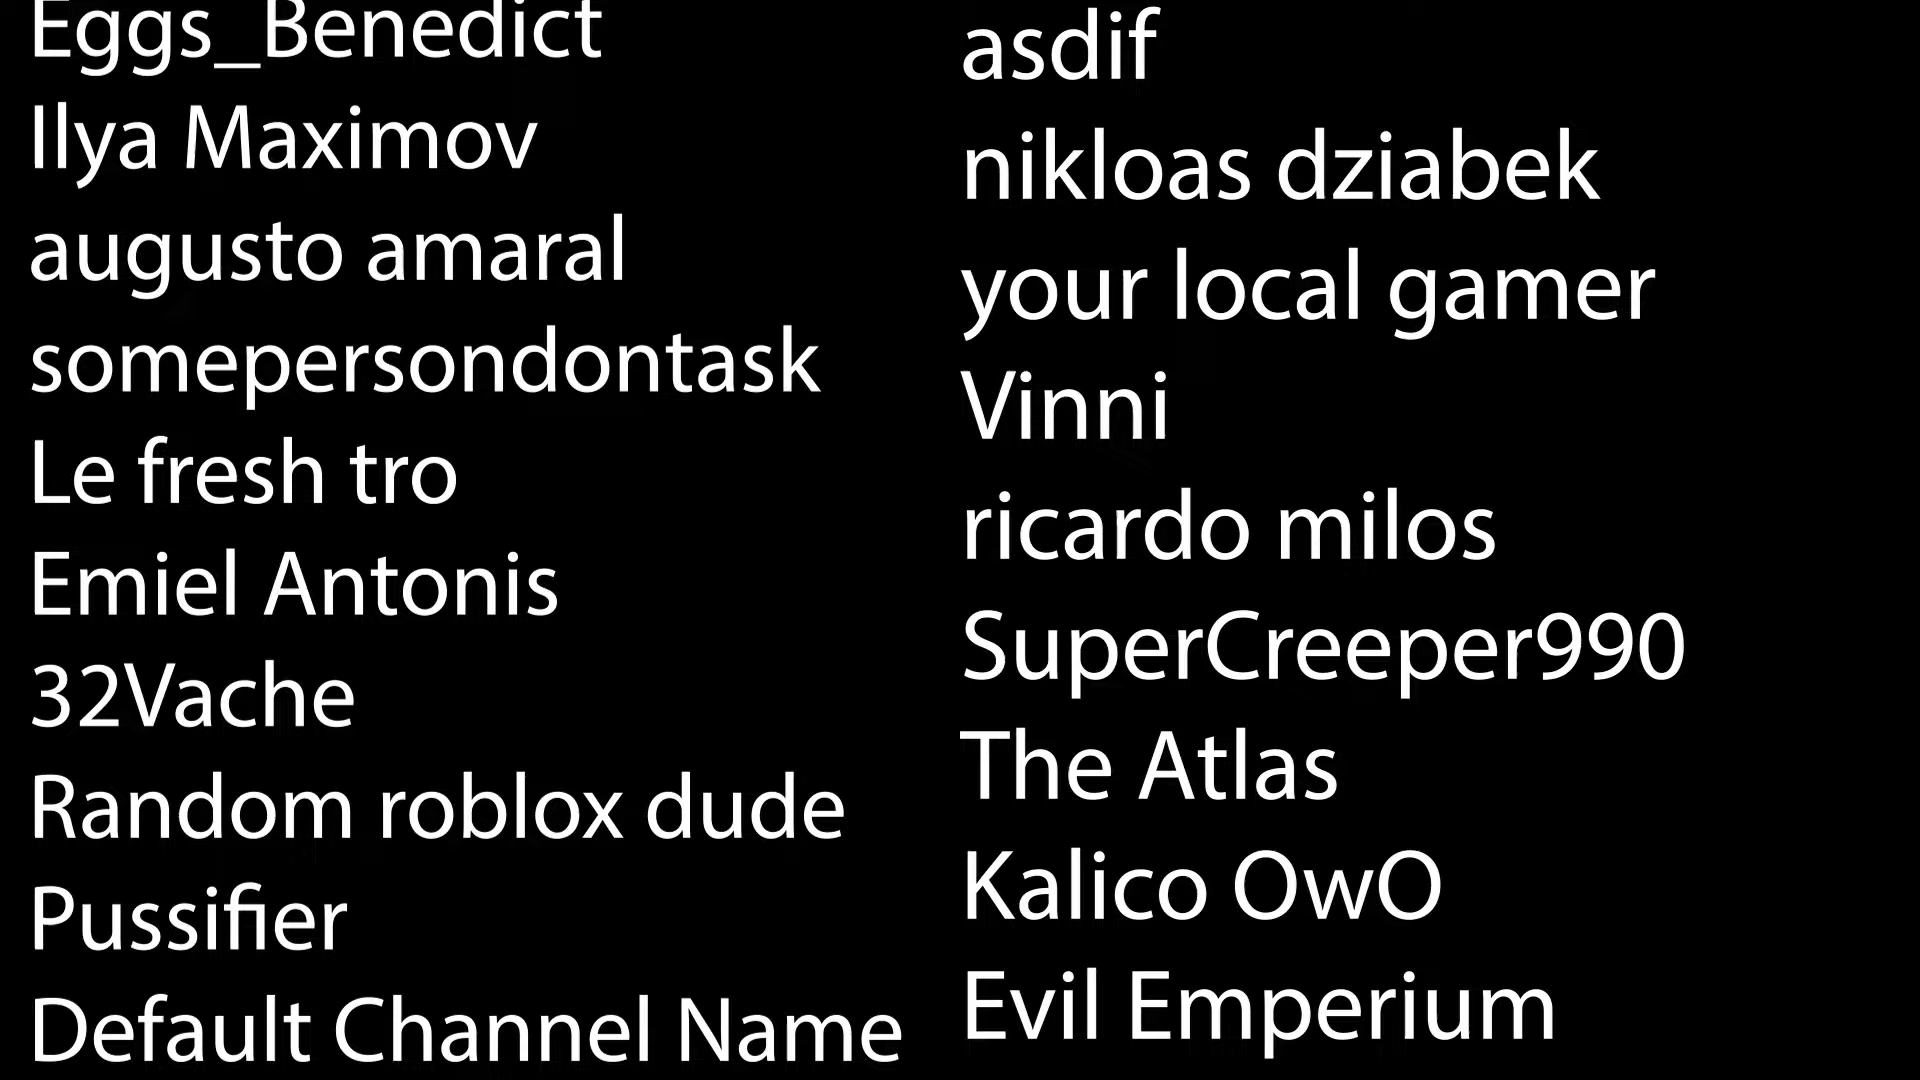 Eggs_Benedict
Ilya Maximov
augusto amaral
somepersondontask
Le fresh tro
Emiel Antonis
32Vache
Random roblox dude
Pussifier
Default Channel Name
asdif
nikloas dziabek
your local gamer
Vinni
ricardo milos
SuperCreeper990
The Atlas
Kalico OwO
Evil Emperium